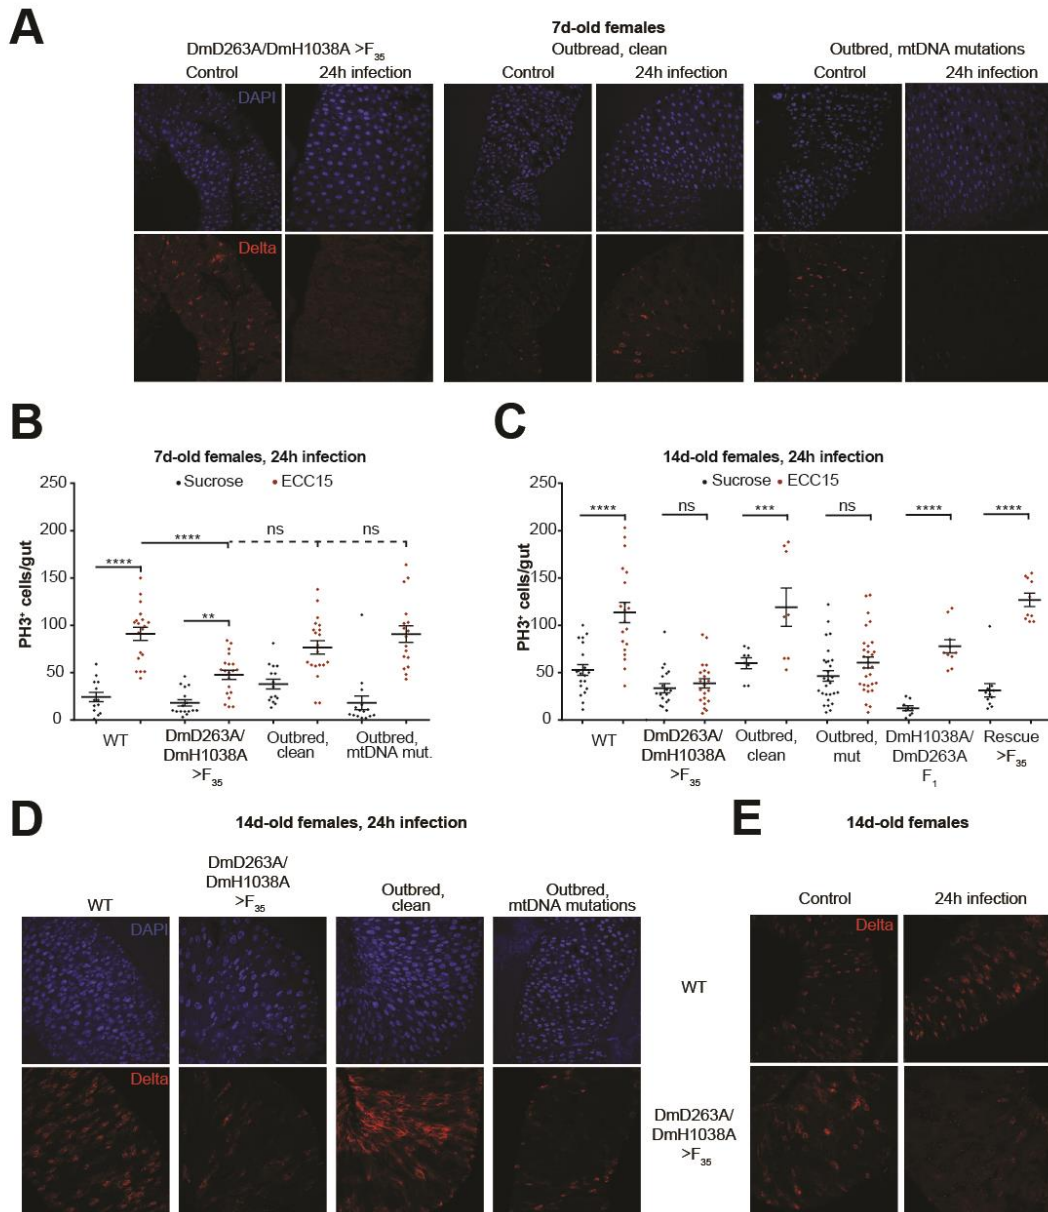 A
7d-old females
DmD263A/DmH1038A >F35
Outbread, clean
Outbred, mtDNA mutations
Control
24h infection
Control
24h infection
Control
24h infection
DAPI
Delta
B
7d-old females, 24h infection
Sucrose
ECC15
250
200
150
100
50
0
PH3+ cells/gut
****
****
**
ns
ns
WT
DmD263A/
DmH1038A
>F35
Outbred,
clean
Outbred,
mtDNA mut.
C
14d-old females, 24h infection
Sucrose
ECC15
250
200
150
100
50
0
PH3+ cells/gut
****
ns
***
ns
****
****
WT
DmD263A/
DmH1038A
>F35
Outbred,
clean
Outbred,
mut
DmH1038A/
DmD263A
F1
Rescue
>F35
D
14d-old females, 24h infection
WT
DmD263A/
DmH1038A
>F35
Outbred,
clean
Outbred,
mtDNA mutations
DAPI
Delta
E
14d-old females
Control
24h infection
Delta
WT
DmD263A/
DmH1038A
>F35